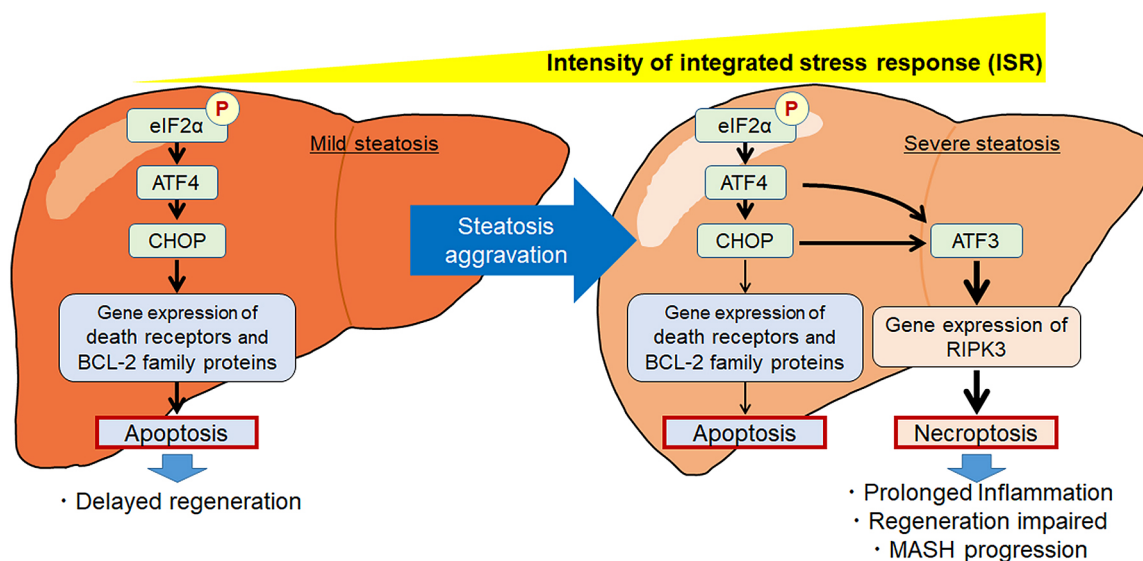 Intensity of integrated stress response (ISR)
P
eIF2α
Mild steatosis
ATF4
CHOP
Gene expression of
death receptors and
BCL-2 family proteins
Apoptosis
・Delayed regeneration
Steatosis
aggravation
P
eIF2α
Severe steatosis
ATF4
CHOP
ATF3
Gene expression of
death receptors and
BCL-2 family proteins
Gene expression of
RIPK3
Apoptosis
Necroptosis
・Prolonged Inflammation
・Regeneration impaired
・MASH progression